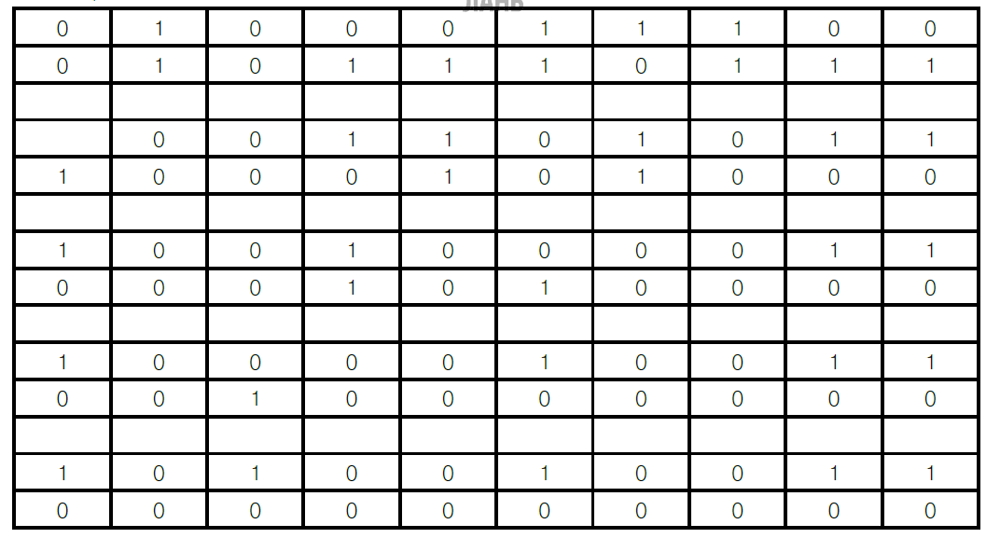 ЛАНЬ
0 1 0 0 0 1 1 1 0 0
0 1 0 1 1 1 0 1 1 1
0 0 1 1 0 1 0 1 1
1 0 0 0 1 0 1 0 0 0
1 0 0 1 0 0 0 0 1 1
0 0 0 1 0 1 0 0 0 0
1 0 0 0 0 1 0 0 1 1
0 0 1 0 0 0 0 0 0 0
1 0 1 0 0 1 0 0 1 1
0 0 0 0 0 0 0 0 0 0